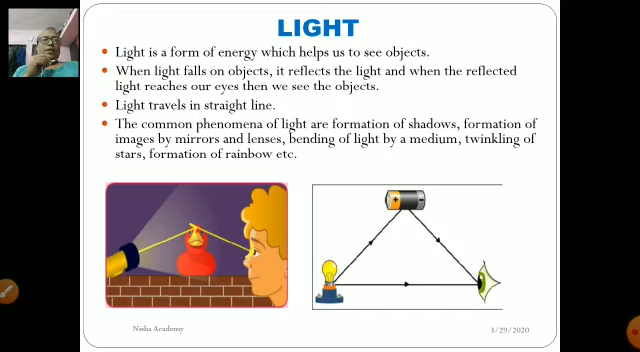 LIGHT
• Light is a form of energy which helps us to see objects.
• When light falls on objects, it reflects the light and when the reflected
light reaches our eyes then we see the objects.
• Light travels in straight line.
• The common phenomena of light are formation of shadows, formation of
images by mirrors and lenses, bending of light by a medium, twinkling of
stars, formation of rainbow etc.
+ -
Nisha Academy
3/29/2020